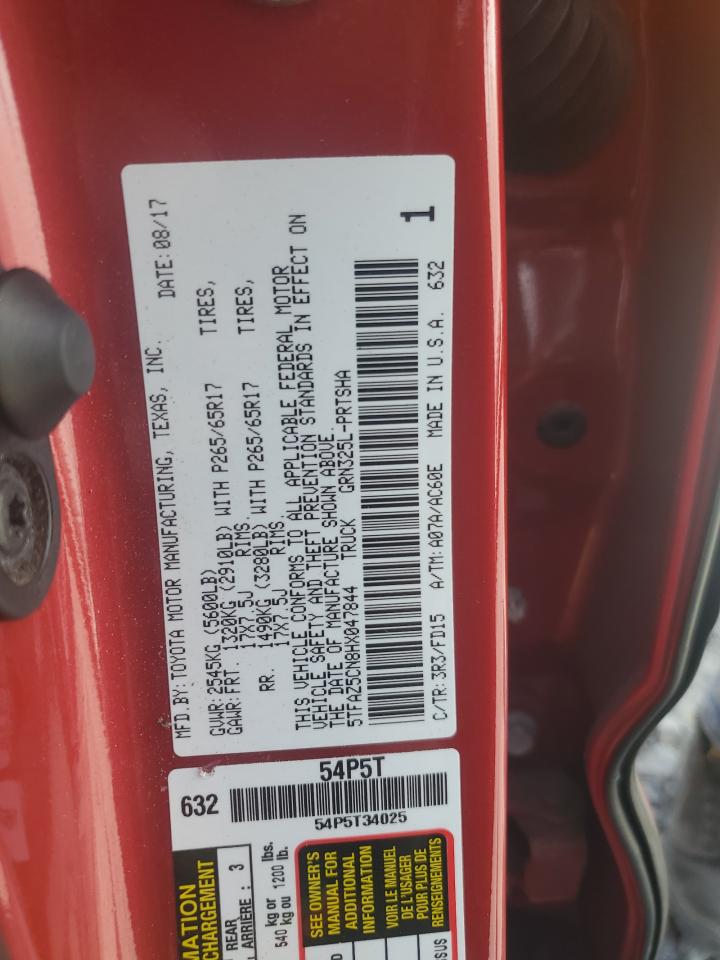 MFD.BY:TOYOTA MOTOR MANUFACTURING, TEXAS, INC. DATE:08/17
GVWR:2545KG (5600LB)
GAWR:FRT. 1320KG (2910LB) WITH P265/65R17 TIRES,
17X7.5J RIMS.
RR. 1490KG (3280LB) WITH P265/65R17 TIRES,
17X7.5J RIMS.
THIS VEHICLE CONFORMS TO ALL APPLICABLE FEDERAL MOTOR
VEHICLE SAFETY AND THEFT PREVENTION STANDARDS IN EFFECT ON
THE DATE OF MANUFACTURE SHOWN ABOVE.
5TFAZ5CN8HX047844 TRUCK GRN325L-PRTSHA
1
C/TR:3R3/FD15 A/TM:A07A/AC60E MADE IN U.S.A. 632
632
54P5T
54P5T34025
CHARGEMENT
REAR
ARRIÈRE : 3
540 kg or 1200 lbs.
540 kg ou 1200 lb.
SEE OWNER'S
MANUAL FOR
ADDITIONAL
INFORMATION
VOIR LE MANUEL
DE L'USAGER
POUR PLUS DE
RENSEIGNEMENTS